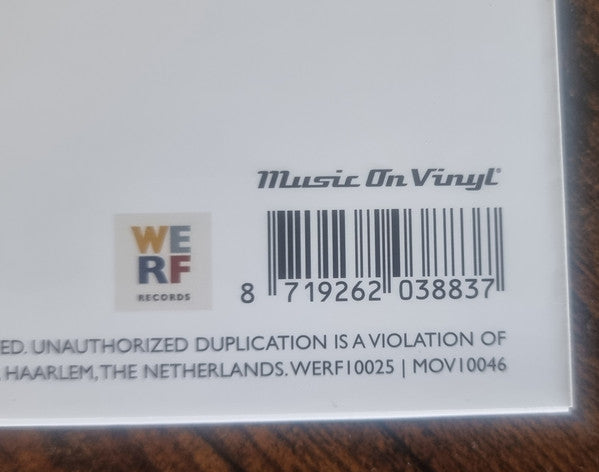 Music On Vinyl®
WE
RF
RECORDS
8 719262 038837
ED. UNAUTHORIZED DUPLICATION IS A VIOLATION OF
HAARLEM, THE NETHERLANDS. WERF10025 | MOV10046